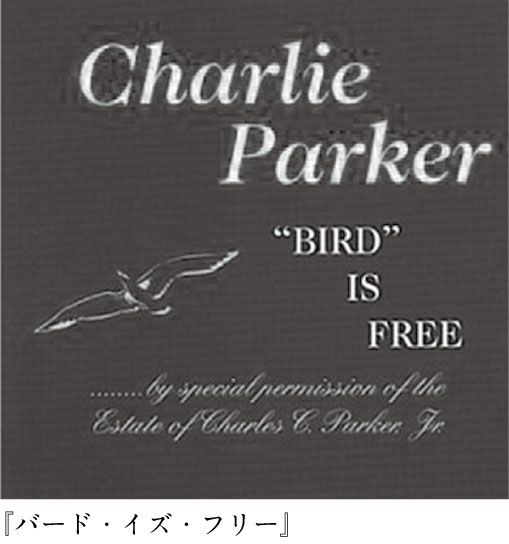 Charlie
Parker
“BIRD”
IS
FREE
........by special permission of the
Estate of Charles C. Parker, Jr.
『バード・イズ・フリー』